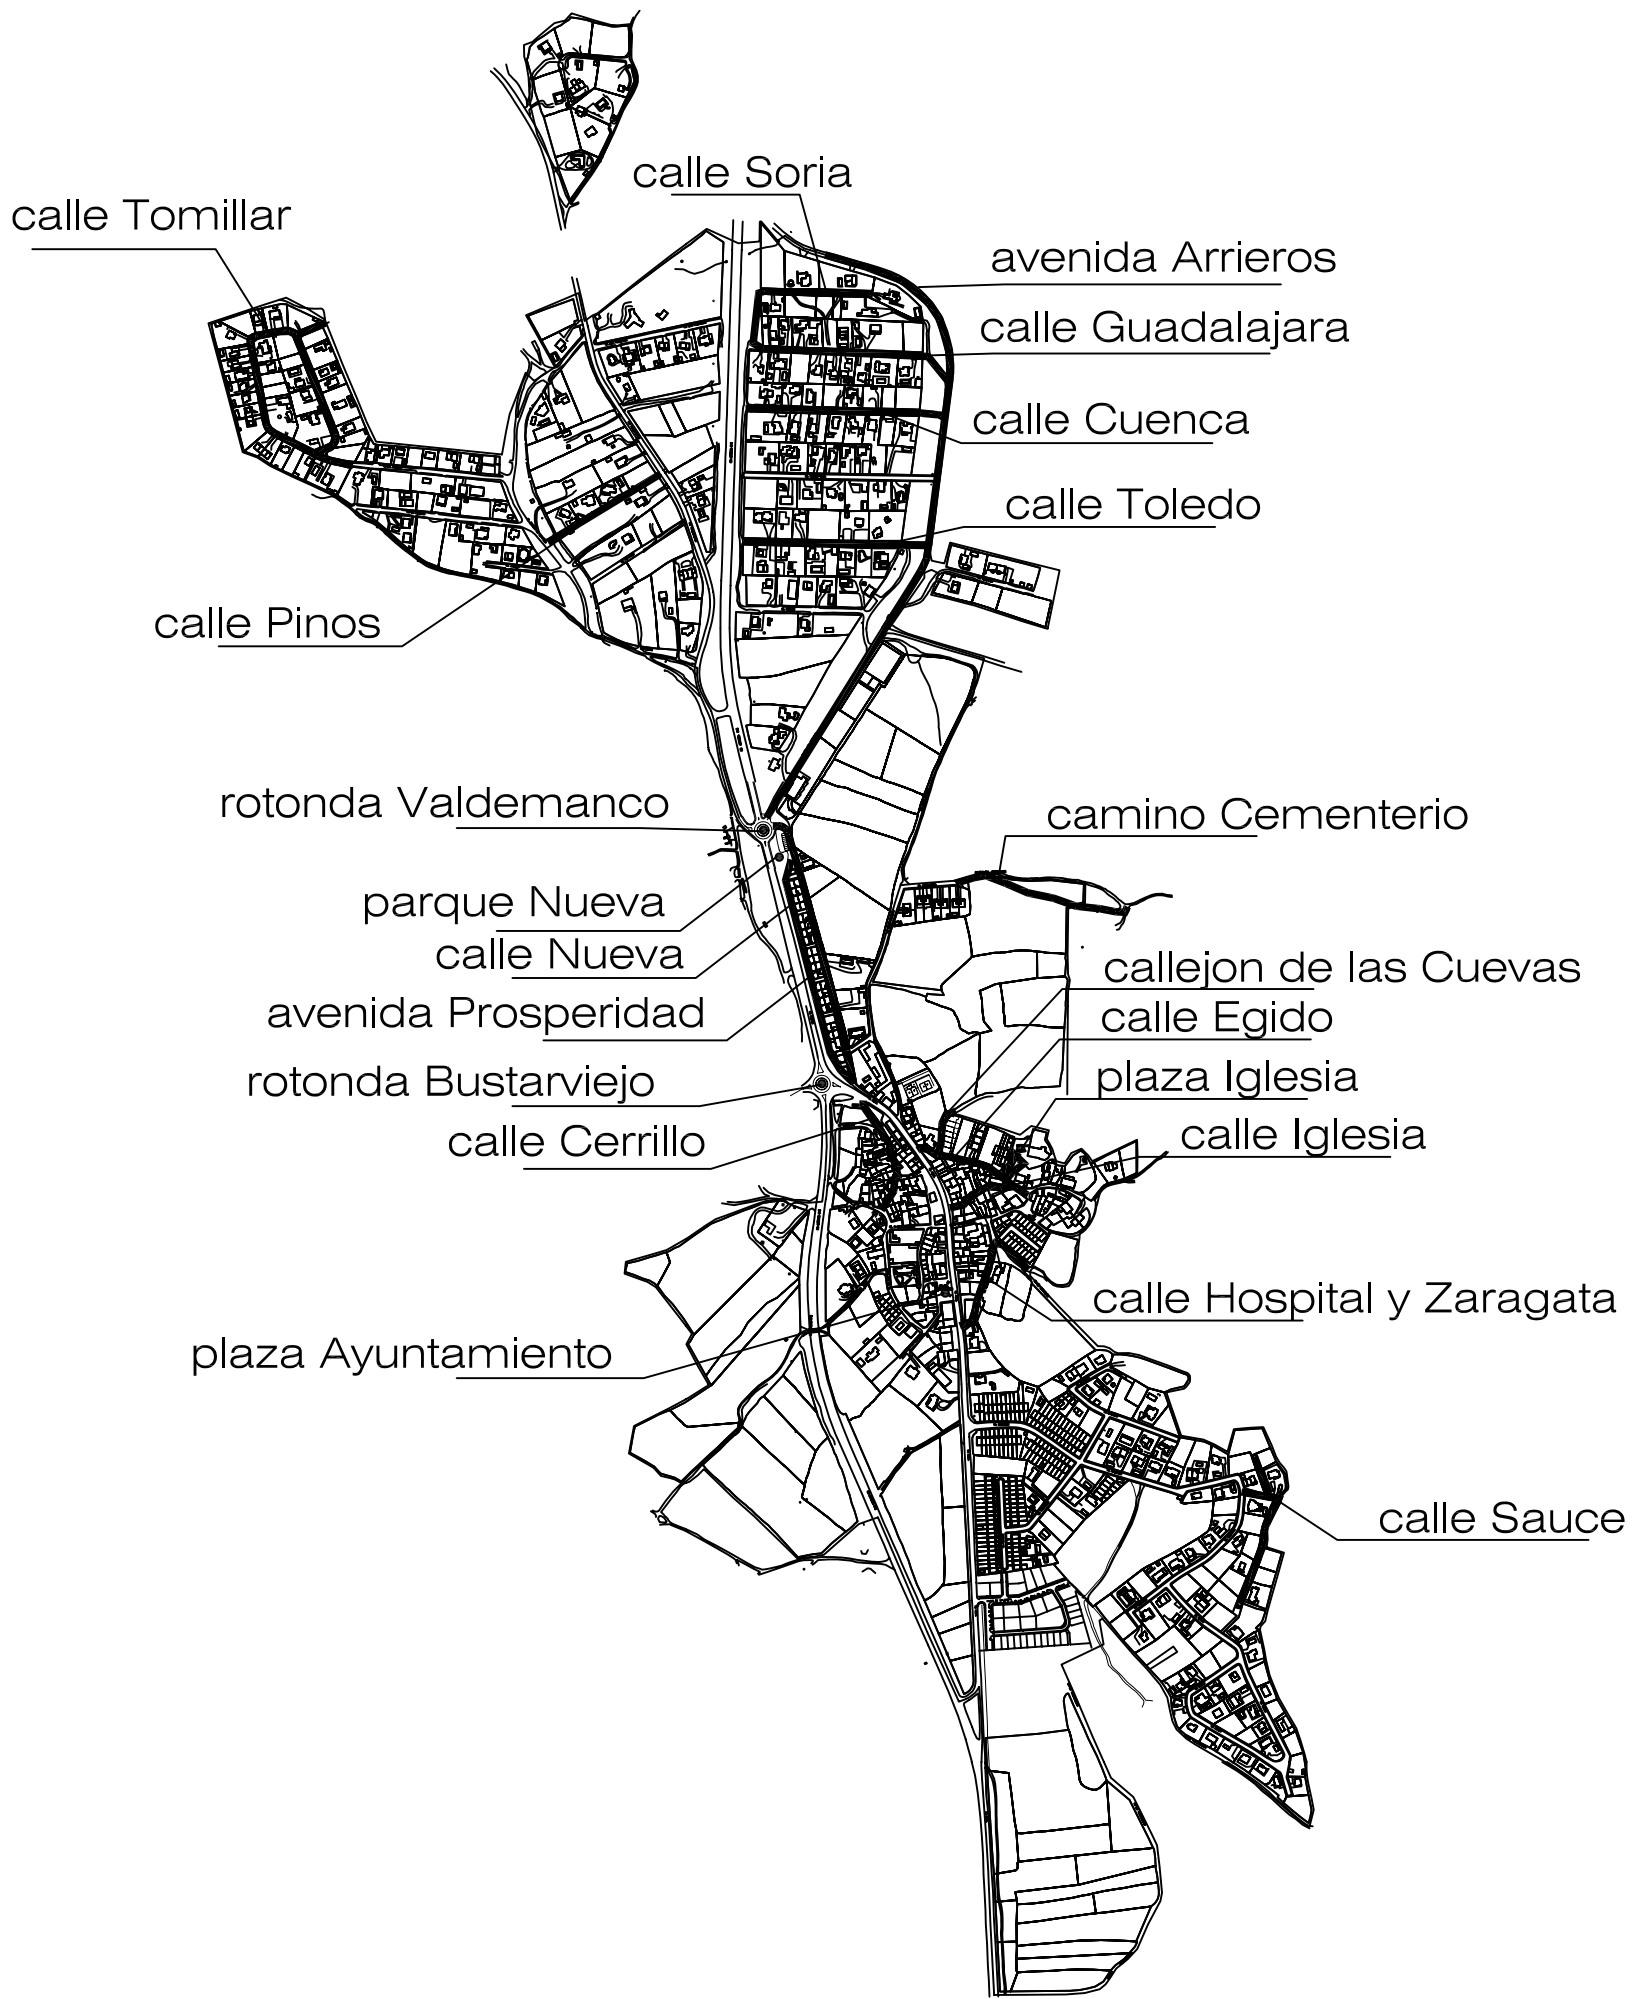 calle Soria
calle Tomillar
avenida Arrieros
calle Guadalajara
calle Cuenca
calle Toledo
calle Pinos
rotonda Valdemanco
camino Cementerio
parque Nueva
calle Nueva
callejon de las Cuevas
avenida Prosperidad
calle Egido
rotonda Bustarviejo
plaza Iglesia
calle Cerrillo
calle Iglesia
calle Hospital y Zaragata
plaza Ayuntamiento
calle Sauce